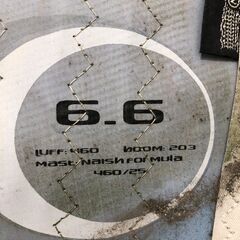 6.6
LUFF: 460 BOOM: 203
Mast: Naish formula
460/25